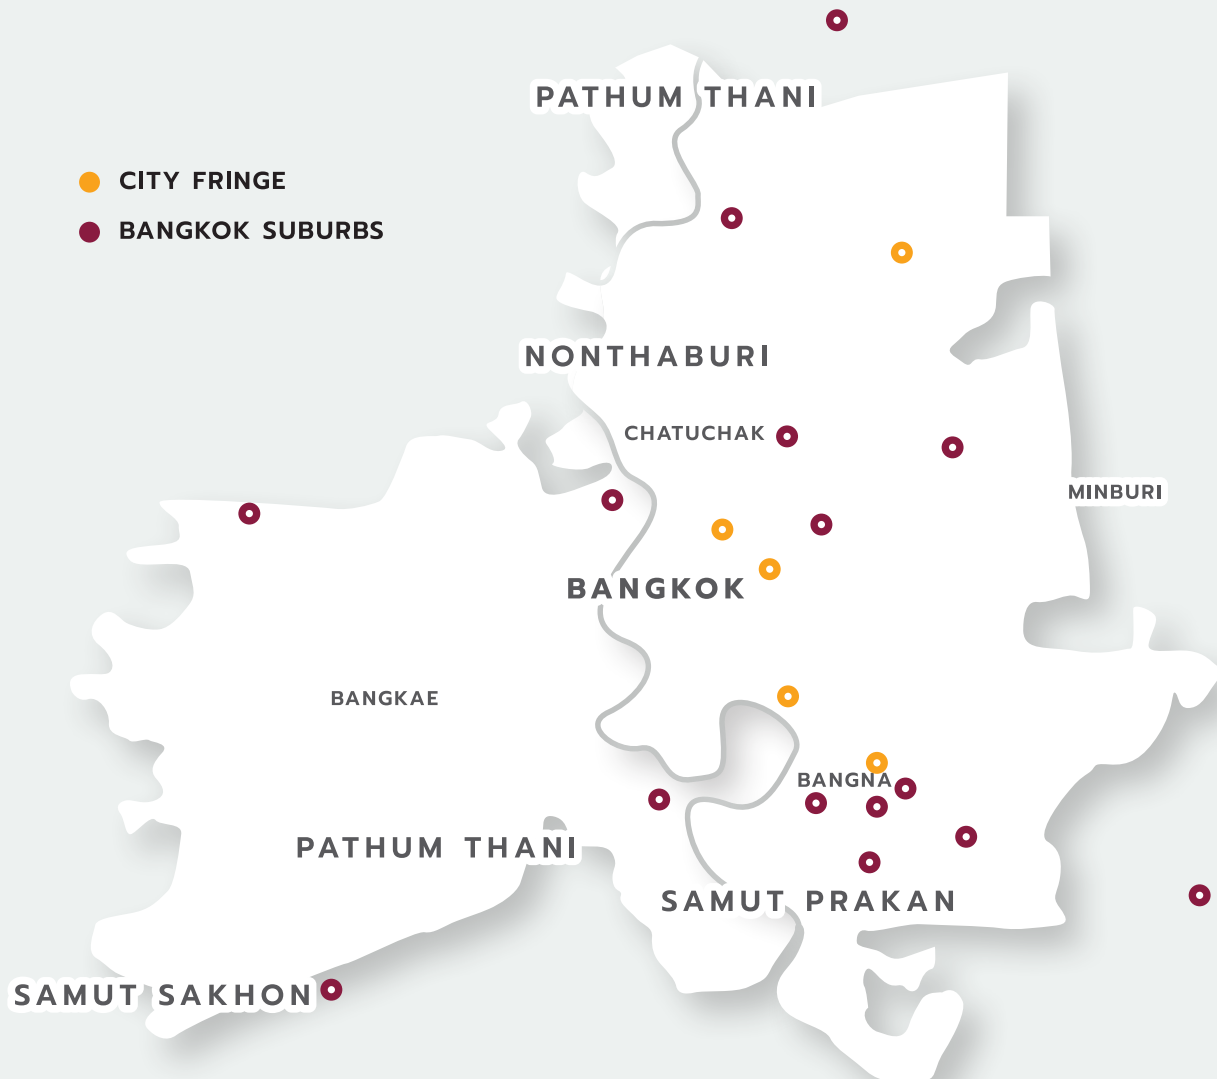 PATHUM THANI
CITY FRINGE
BANGKOK SUBURBS
NONTHABURI
CHATUCHAK
MINBURI
BANGKOK
BANGKAE
BANGNA
PATHUM THANI
SAMUT PRAKAN
SAMUT SAKHON